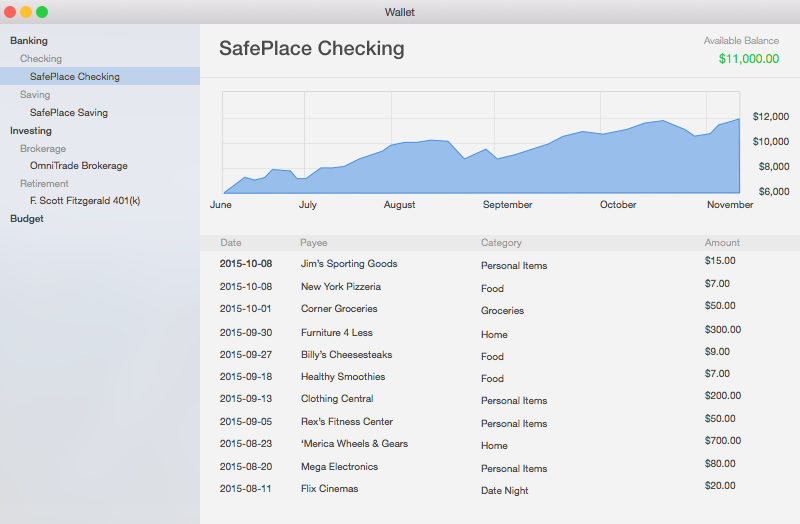 Wallet
Banking
Checking
SafePlace Checking
Saving
SafePlace Saving
Investing
Brokerage
OmniTrade Brokerage
Retirement
F. Scott Fitzgerald 401(k)
Budget
SafePlace Checking
Available Balance
$11,000.00
$12,000
$10,000
$8,000
$6,000
June July August September October November
Date Payee Category Amount
2015-10-08 Jim's Sporting Goods Personal Items $15.00
2015-10-08 New York Pizzeria Food $7.00
2015-10-01 Corner Groceries Groceries $50.00
2015-09-30 Furniture 4 Less Home $300.00
2015-09-27 Billy's Cheesesteaks Food $9.00
2015-09-18 Healthy Smoothies Food $7.00
2015-09-13 Clothing Central Personal Items $200.00
2015-09-05 Rex's Fitness Center Personal Items $50.00
2015-08-23 ‘Merica Wheels & Gears Home $700.00
2015-08-20 Mega Electronics Personal Items $80.00
2015-08-11 Flix Cinemas Date Night $20.00